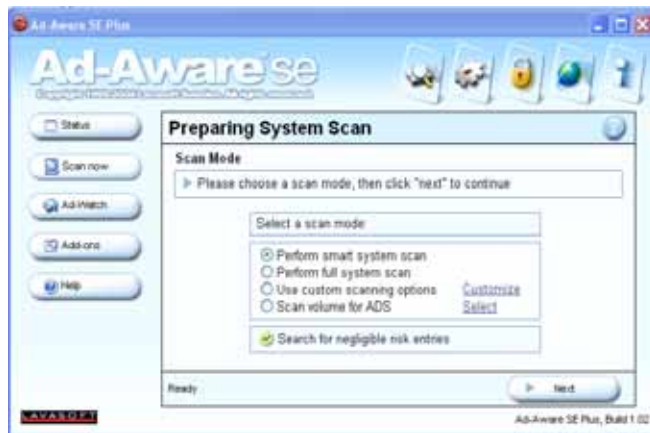 Ad-Aware SE Plus
Ad-Aware SE
Status
Scan now
Ad-Watch
Add-ons
Help
Preparing System Scan
Scan Mode
Please choose a scan mode, then click "next" to continue
Select a scan mode
Perform smart system scan
Perform full system scan
Use custom scanning options
Customize
Scan volume for ADS
Select
Search for negligible risk entries
Ready
Next
LAVASOFT
Ad-Aware SE Plus, Build 1.02